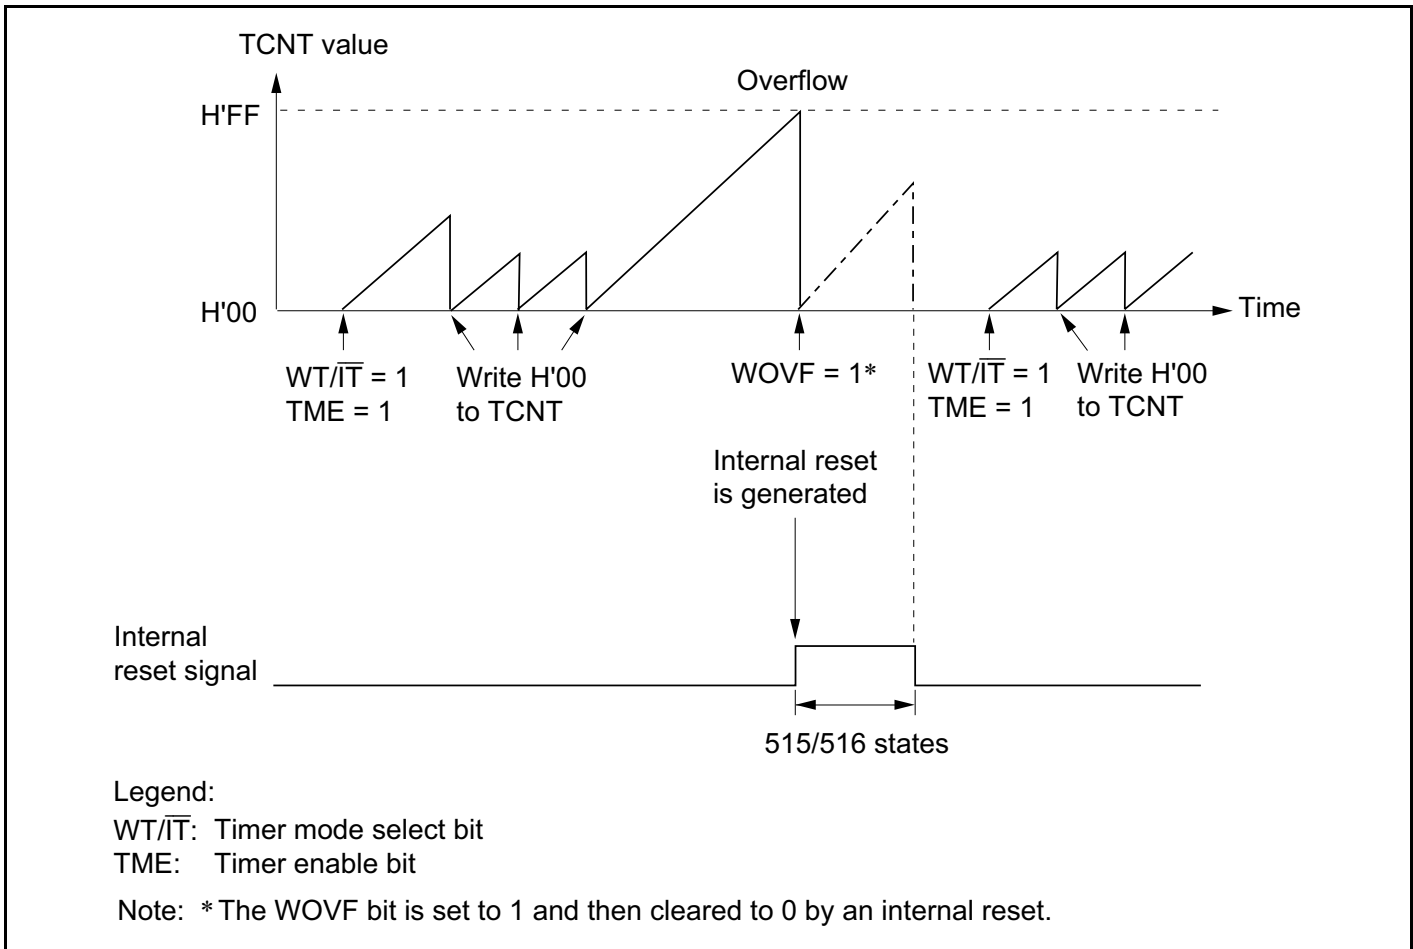 TCNT value
Overflow
H'FF
H'00
Time
WT/I̅T̅ = 1
TME = 1
Write H'00
to TCNT
WOVF = 1*
WT/I̅T̅ = 1
TME = 1
Write H'00
to TCNT
Internal reset
is generated
Internal
reset signal
515/516 states
Legend:
WT/I̅T̅: Timer mode select bit
TME: Timer enable bit
Note: * The WOVF bit is set to 1 and then cleared to 0 by an internal reset.